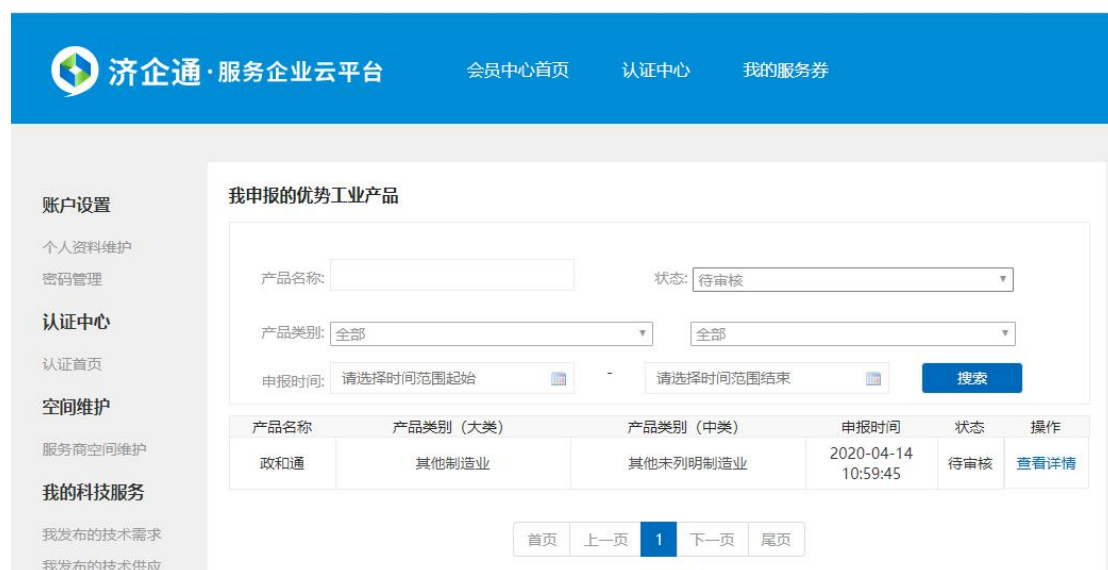 济企通·服务企业云平台 会员中心首页 认证中心 我的服务券
账户设置
个人资料维护
密码管理
认证中心
认证首页
空间维护
服务商空间维护
我的科技服务
我发布的技术需求
我发布的技术供应
我申报的优势工业产品
产品名称: 状态: 待审核
产品类别: 全部 全部
申报时间: 请选择时间范围起始 - 请选择时间范围结束 搜索
产品名称 产品类别（大类） 产品类别（中类） 申报时间 状态 操作
政和通 其他制造业 其他未列明制造业 2020-04-14 10:59:45 待审核 查看详情
首页 上一页 1 下一页 尾页